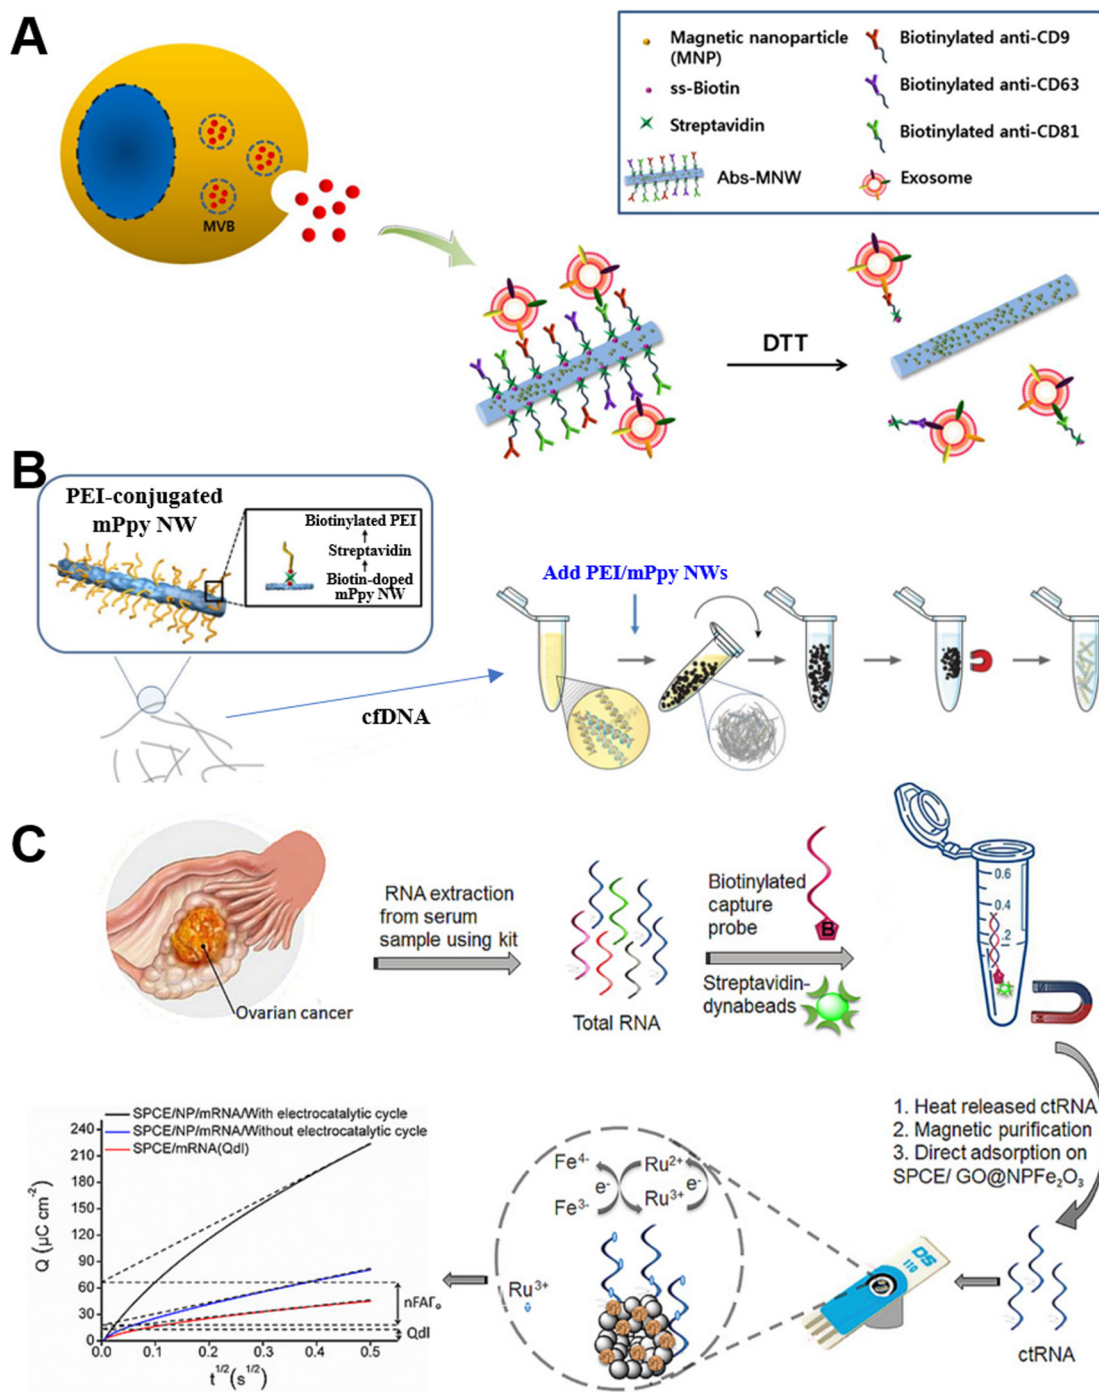 A
Magnetic nanoparticle
(MNP)
ss-Biotin
Streptavidin
Abs-MNW
Biotinylated anti-CD9
Biotinylated anti-CD63
Biotinylated anti-CD81
Exosome
MVB
DTT
B
PEI-conjugated
mPpy NW
Biotinylated PEI
Streptavidin
Biotin-doped
mPpy NW
Add PEI/mPpy NWs
cfDNA
C
RNA extraction
from serum
sample using kit
Ovarian cancer
Total RNA
Biotinylated
capture
probe
B
Streptavidin-
dynabeads
0.6
0.4
1. Heat released ctRNA
2. Magnetic purification
3. Direct adsorption on
SPCE/ GO@NPFe₂O₃
ctRNA
DS
110
Fe⁴⁻
Ru²⁺
e⁻
e⁻
Fe³⁻
Ru³⁺
Ru³⁺
SPCE/NP/mRNA/With electrocatalytic cycle
SPCE/NP/mRNA/Without electrocatalytic cycle
SPCE/mRNA(Qdl)
Q (µC cm⁻²)
240
210
180
150
120
90
60
30
0
nFAΓₒ
Qdl
0.0 0.1 0.2 0.3 0.4 0.5
t¹ᐟ²(s¹ᐟ²)